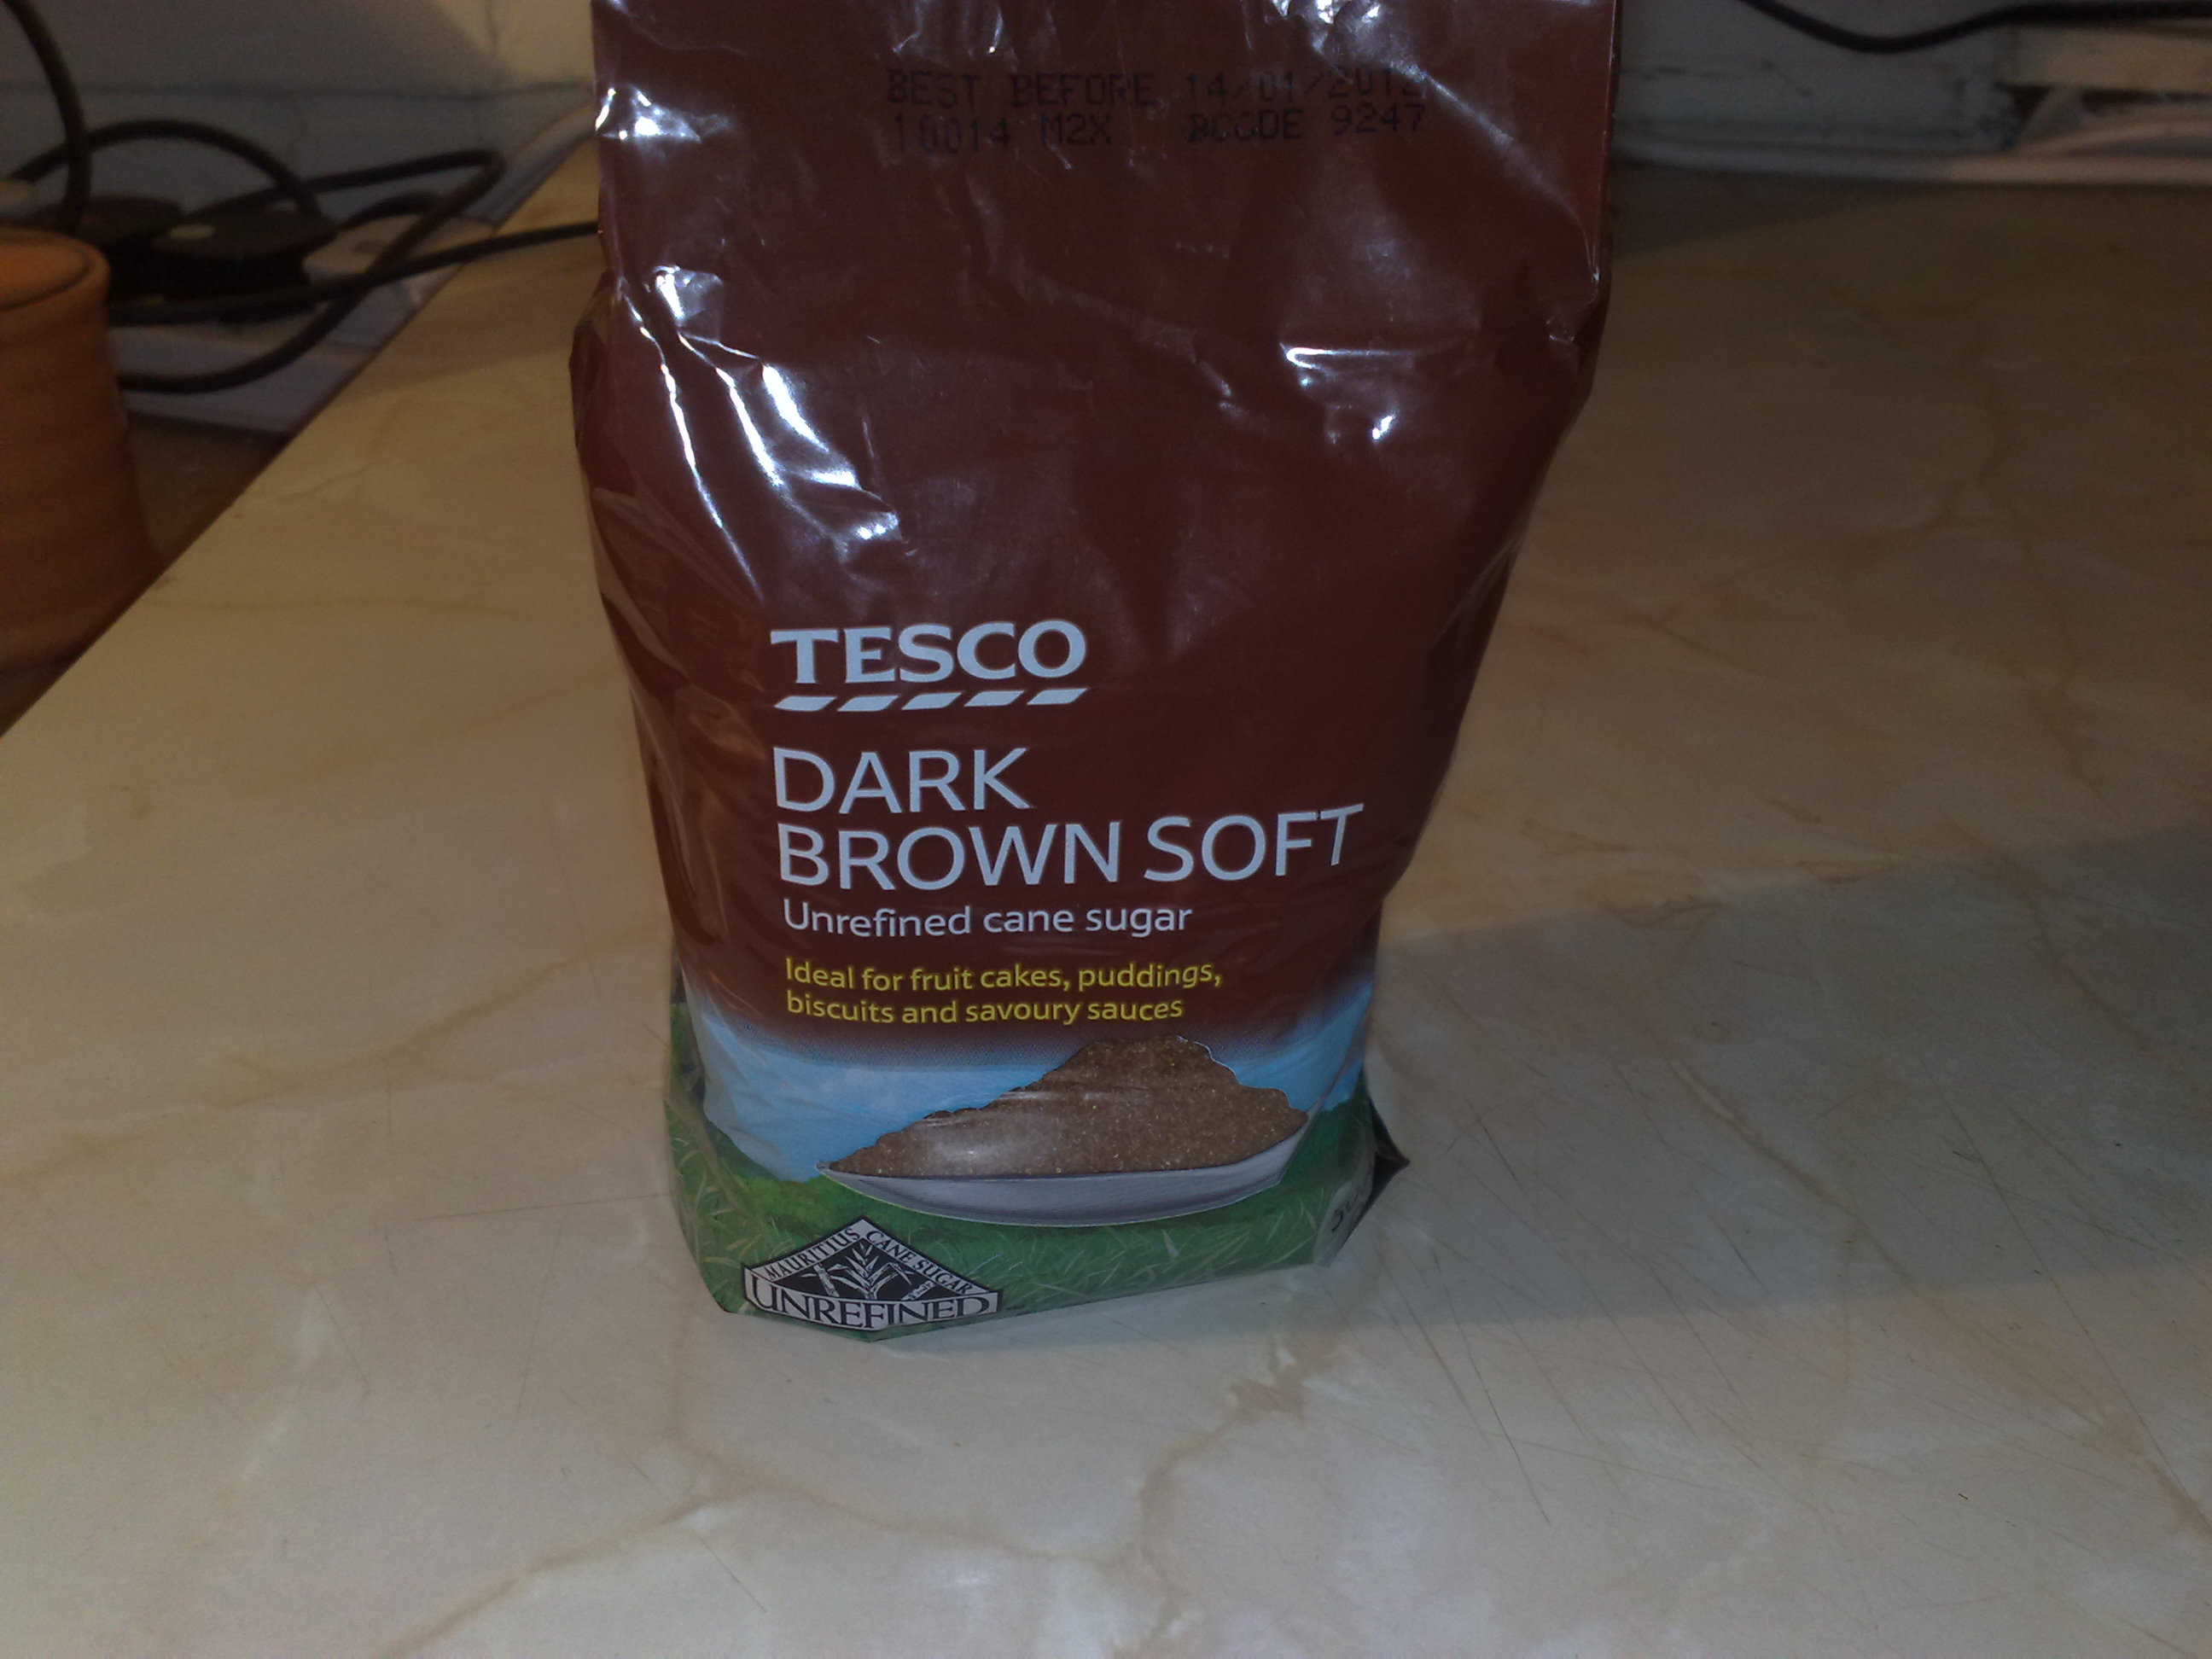 BEST BEFORE 14/01/2012
10014 M2X BCODE 9247
TESCO
DARK
BROWN SOFT
Unrefined cane sugar
Ideal for fruit cakes, puddings,
biscuits and savoury sauces
MAURITIUS CANE SUGAR
UNREFINED